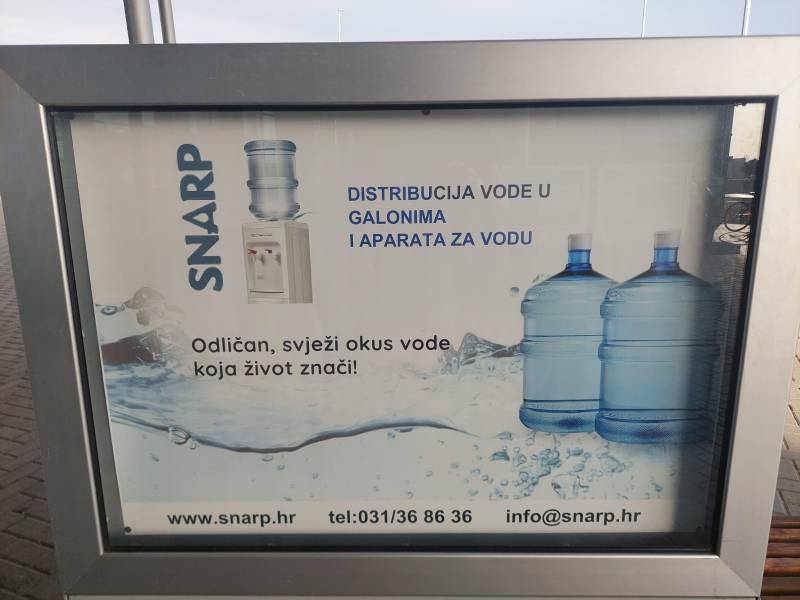 SNARP
DISTRIBUCIJA VODE U
GALONIMA
I APARATA ZA VODU
Odličan, svježi okus vode
koja život znači!
www.snarp.hr tel:031/36 86 36 info@snarp.hr